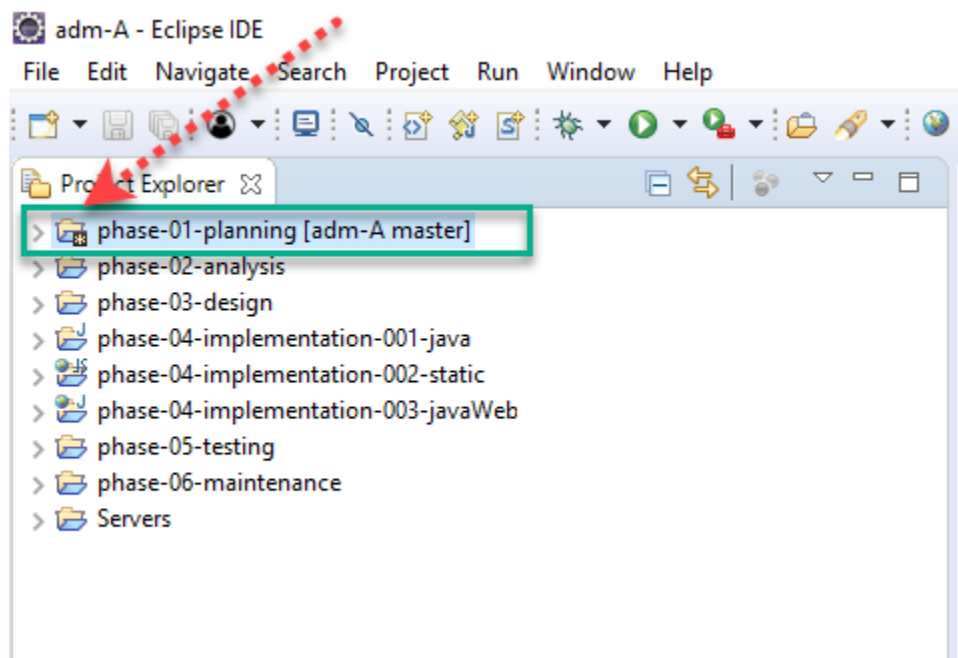 adm-A - Eclipse IDE
File Edit Navigate Search Project Run Window Help
Project Explorer
phase-01-planning [adm-A master]
phase-02-analysis
phase-03-design
phase-04-implementation-001-java
phase-04-implementation-002-static
phase-04-implementation-003-javaWeb
phase-05-testing
phase-06-maintenance
Servers